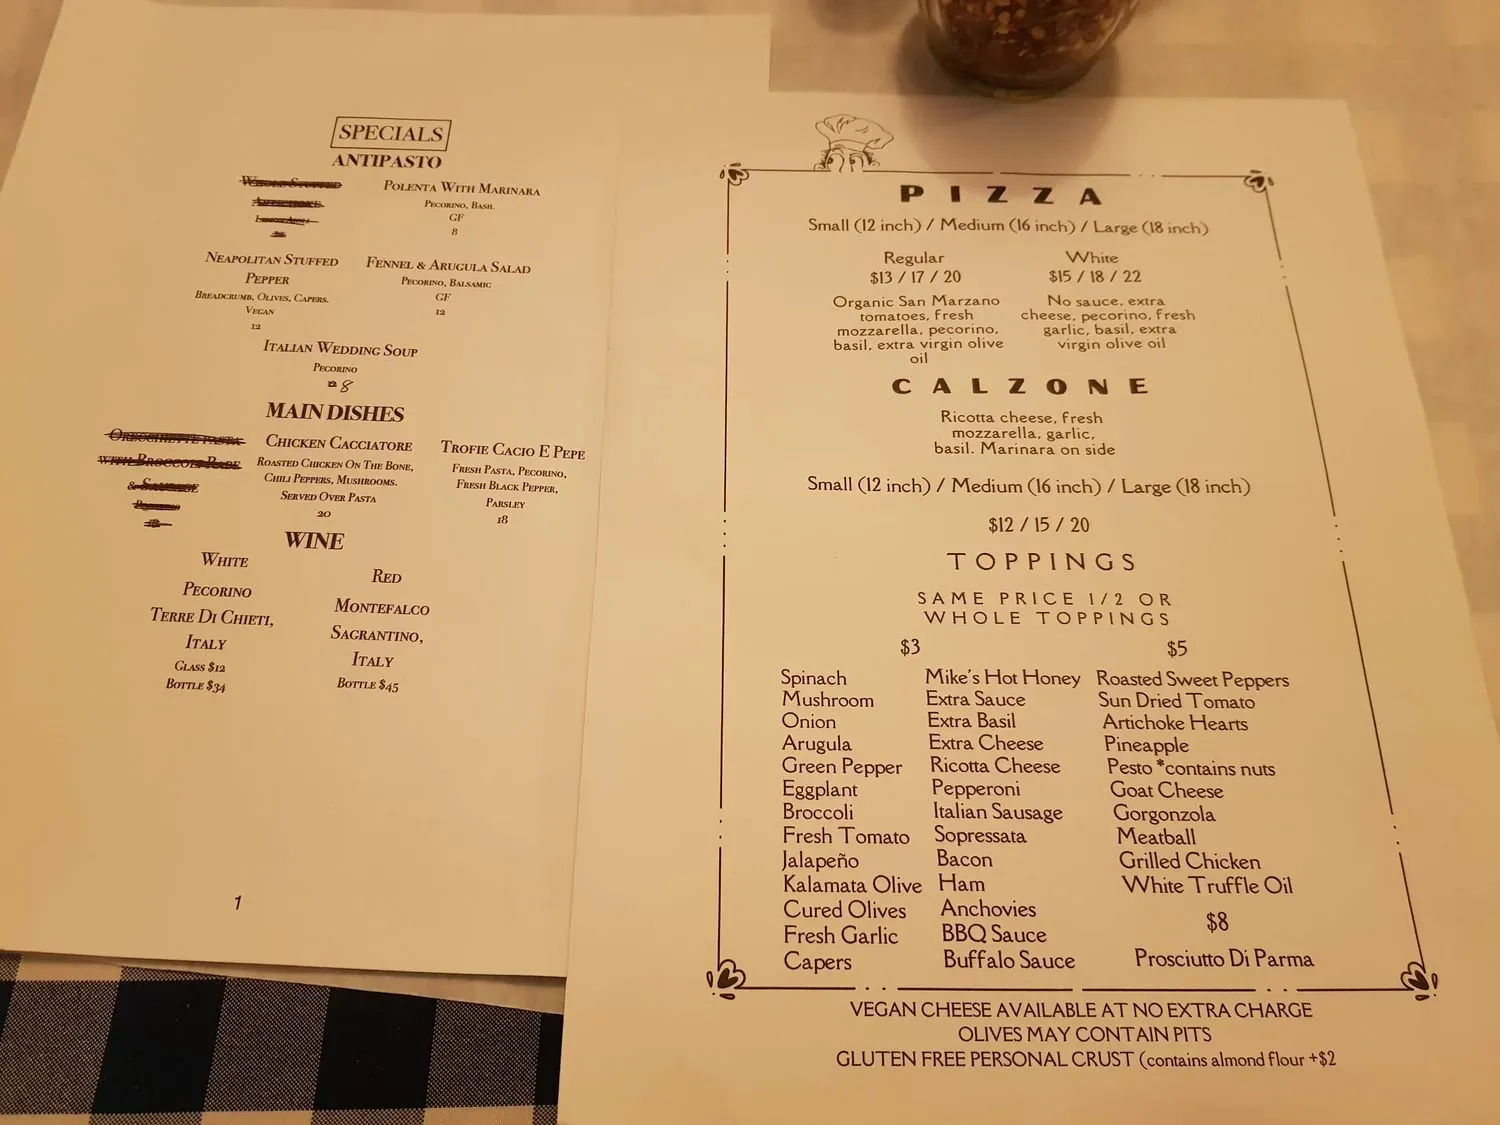 SPECIALS
ANTIPASTO
Whole Stuffed
Artichoke
Polenta With Marinara
Pecorino, Basil
GF
8
Neapolitan Stuffed
Pepper
Breadcrumb, Olives, Capers.
Vegan
12
Fennel & Arugula Salad
Pecorino, Balsamic
GF
12
Italian Wedding Soup
Pecorino
8
MAIN DISHES
Orecchiette pasta
with Broccoli Rabe
& Sausage
Pecorino
Chicken Cacciatore
Roasted Chicken On The Bone,
Chili Peppers, Mushrooms.
Served Over Pasta
20
Trofie Cacio E Pepe
Fresh Pasta, Pecorino,
Fresh Black Pepper,
Parsley
18
WINE
White
Pecorino
Terre Di Chieti,
Italy
Glass $12
Bottle $34
Red
Montefalco
Sagrantino,
Italy
Bottle $45
1
PIZZA
Small (12 inch) / Medium (16 inch) / Large (18 inch)
Regular
$13 / 17 / 20
Organic San Marzano
tomatoes, fresh
mozzarella, pecorino,
basil, extra virgin olive
oil
White
$15 / 18 / 22
No sauce, extra
cheese, pecorino, fresh
garlic, basil, extra
virgin olive oil
CALZONE
Ricotta cheese, fresh
mozzarella, garlic,
basil. Marinara on side
Small (12 inch) / Medium (16 inch) / Large (18 inch)
$12 / 15 / 20
TOPPINGS
SAME PRICE 1/2 OR
WHOLE TOPPINGS
$3
Spinach
Mushroom
Onion
Arugula
Green Pepper
Eggplant
Broccoli
Fresh Tomato
Jalapeño
Kalamata Olive
Cured Olives
Fresh Garlic
Capers
Mike's Hot Honey
Extra Sauce
Extra Basil
Extra Cheese
Ricotta Cheese
Pepperoni
Italian Sausage
Sopressata
Bacon
Ham
Anchovies
BBQ Sauce
Buffalo Sauce
$5
Roasted Sweet Peppers
Sun Dried Tomato
Artichoke Hearts
Pineapple
Pesto *contains nuts
Goat Cheese
Gorgonzola
Meatball
Grilled Chicken
White Truffle Oil
$8
Prosciutto Di Parma
VEGAN CHEESE AVAILABLE AT NO EXTRA CHARGE
OLIVES MAY CONTAIN PITS
GLUTEN FREE PERSONAL CRUST (contains almond flour +$2